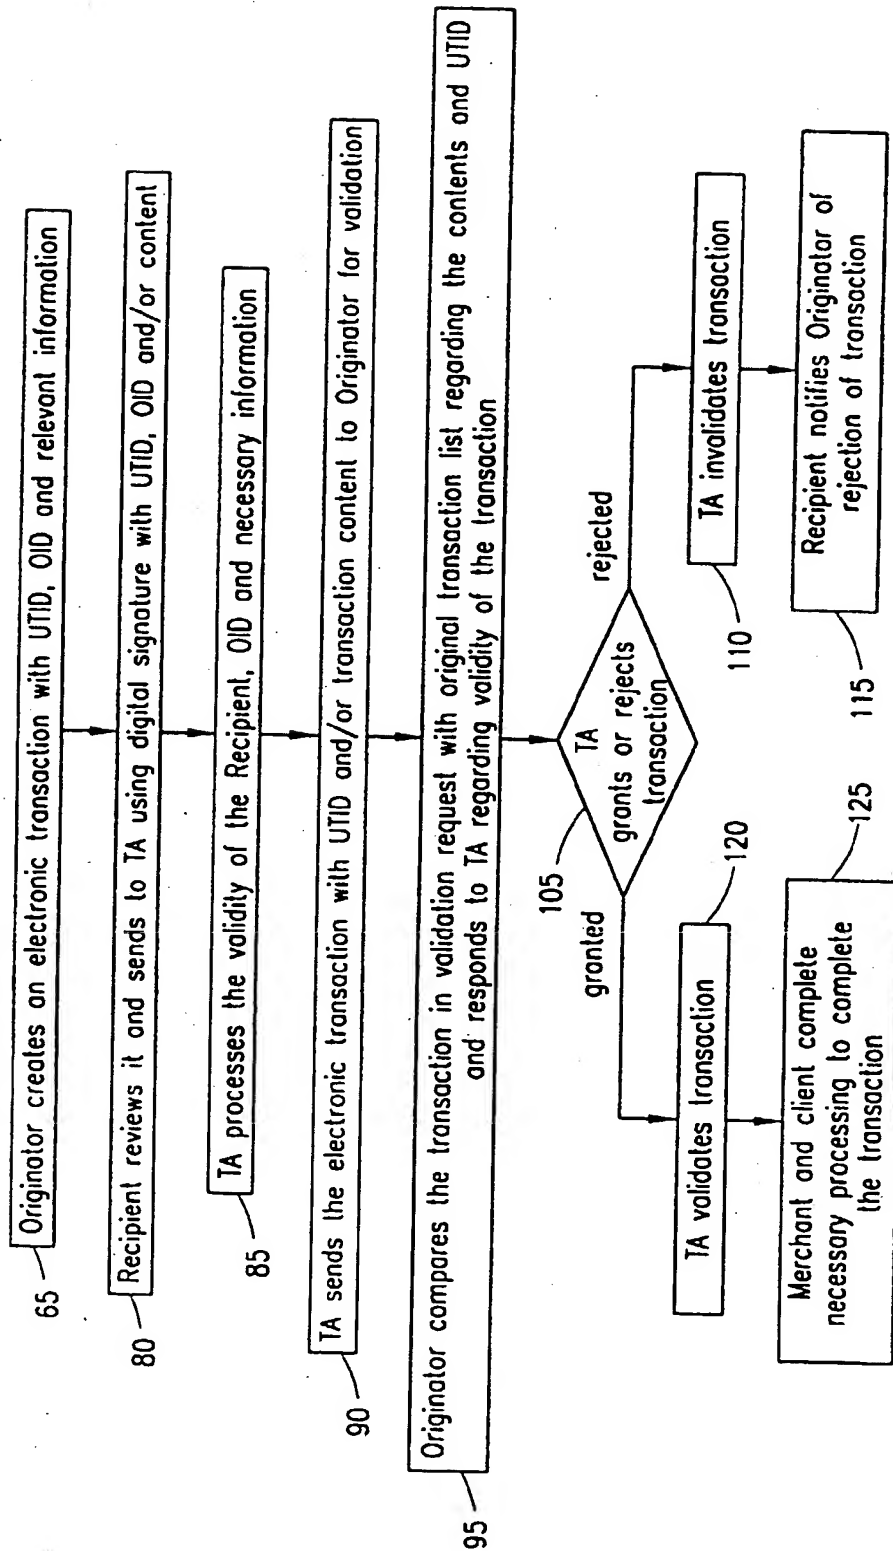 65
Originator creates an electronic transaction with UTID, OID and relevant information
80
Recipient reviews it and sends to TA using digital signature with UTID, OID and/or content
85
TA processes the validity of the Recipient, OID and necessary information
90
TA sends the electronic transaction with UTID and/or transaction content to Originator for validation
95
Originator compares the transaction in validation request with original transaction list regarding the contents and UTID
and responds to TA regarding validity of the transaction
105
TA
grants or rejects
transaction
granted
rejected
120
TA validates transaction
110
TA invalidates transaction
125
Merchant and client complete
necessary processing to complete
the transaction
115
Recipient notifies Originator of
rejection of transaction